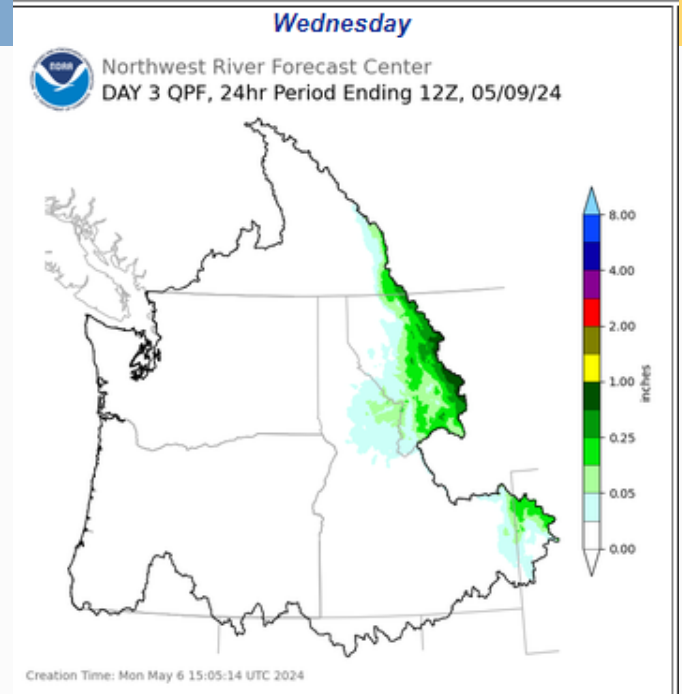 Wednesday
NOAA
Northwest River Forecast Center
DAY 3 QPF, 24hr Period Ending 12Z, 05/09/24
8.00
4.00
2.00
1.00
0.25
0.05
0.00
inches
Creation Time: Mon May 6 15:05:14 UTC 2024